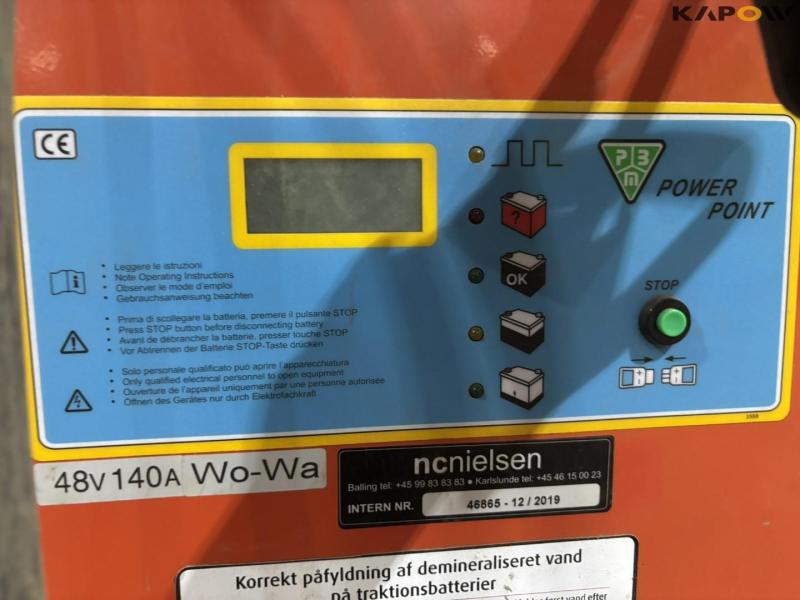 KAPOW
CE
P B M
POWER
POINT
?
OK
STOP
Leggere le istruzioni
Note Operating Instructions
Observer le mode d'emploi
Gebrauchsanweisung beachten
Prima di scollegare la batteria, premere il pulsante STOP
Press STOP button before disconnecting battery
Avant de débrancher la batterie, presser touche STOP
Vor Abtrennen der Batterie STOP-Taste drücken
Solo personale qualificato può aprire l'apparecchiatura
Only qualified electrical personnel to open equipment
Ouverture de l'appareil uniquement par une personne autorisée
Öffnen des Gerätes nur durch Elektrofachkraft
48V 140A Wo-Wa
ncnielsen
Balling tel: +45 99 83 83 83 ● Karlslunde tel: +45 46 15 00 23
INTERN NR. 46865 - 12 / 2019
Korrekt påfyldning af demineraliseret vand
på traktionsbatterier
først vand efter